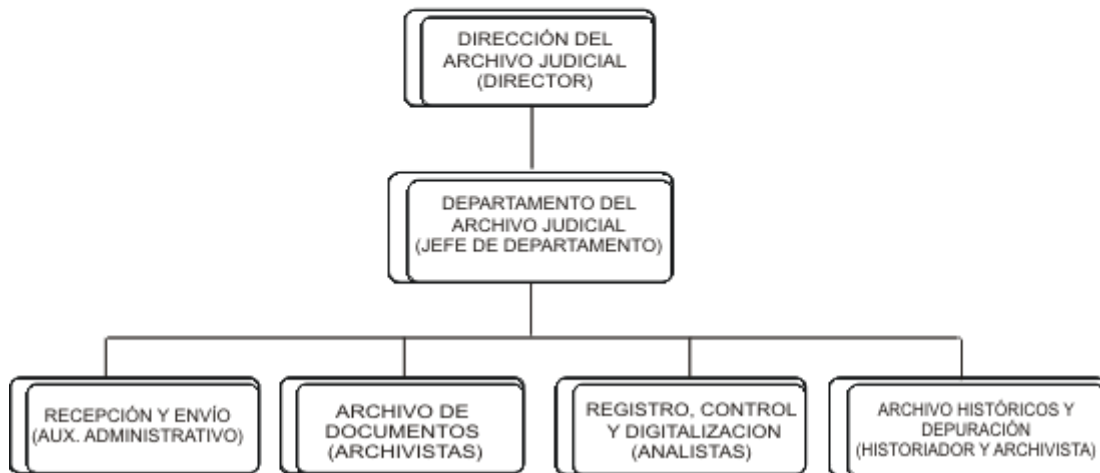 DIRECCIÓN DEL
ARCHIVO JUDICIAL
(DIRECTOR)
DEPARTAMENTO DEL
ARCHIVO JUDICIAL
(JEFE DE DEPARTAMENTO)
RECEPCIÓN Y ENVÍO
(AUX. ADMINISTRATIVO)
ARCHIVO DE
DOCUMENTOS
(ARCHIVISTAS)
REGISTRO, CONTROL
Y DIGITALIZACION
(ANALISTAS)
ARCHIVO HISTÓRICOS Y
DEPURACIÓN
(HISTORIADOR Y ARCHIVISTA)